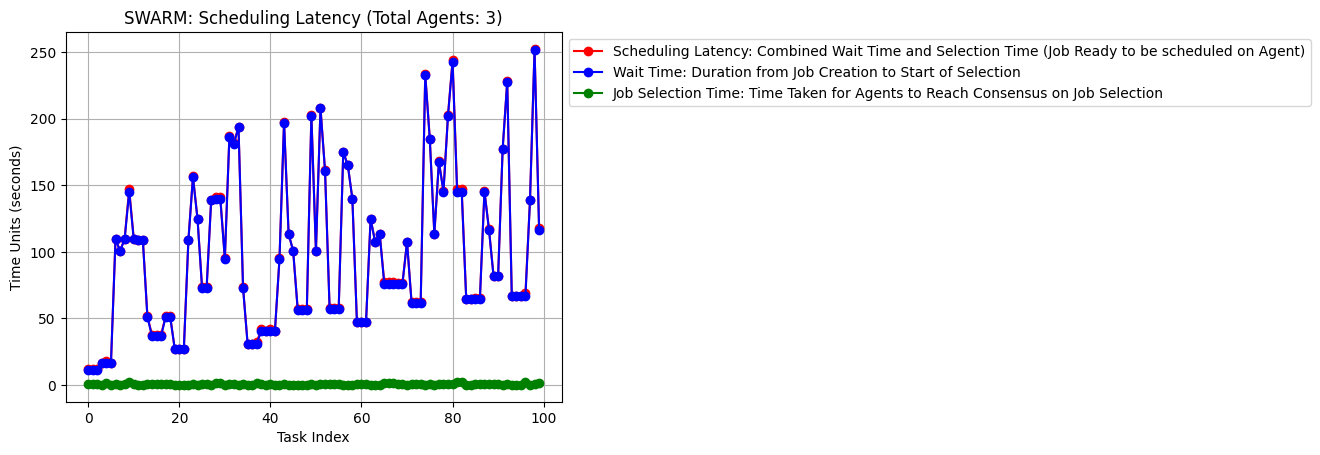 SWARM: Scheduling Latency (Total Agents: 3)
Scheduling Latency: Combined Wait Time and Selection Time (Job Ready to be scheduled on Agent)
Wait Time: Duration from Job Creation to Start of Selection
Job Selection Time: Time Taken for Agents to Reach Consensus on Job Selection
Time Units (seconds)
250
200
150
100
50
0
0 20 40 60 80 100
Task Index